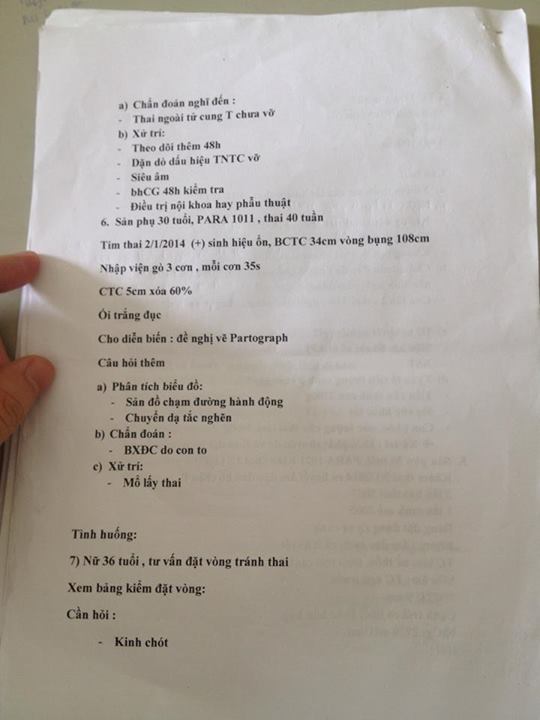 a) Chẩn đoán nghĩ đến :
- Thai ngoài tử cung T chưa vỡ
b) Xử trí:
- Theo dõi thêm 48h
- Dặn dò dấu hiệu TNTC vỡ
- Siêu âm
- bhCG 48h kiểm tra
- Điều trị nội khoa hay phẫu thuật
6. Sản phụ 30 tuổi, PARA 1011 , thai 40 tuần
Tim thai 2/1/2014 (+) sinh hiệu ổn, BCTC 34cm vòng bụng 108cm
Nhập viện gò 3 cơn , mỗi cơn 35s
CTC 5cm xóa 60%
Ối trắng đục
Cho diễn biến : đề nghị vẽ Partograph
Câu hỏi thêm
a) Phân tích biểu đồ:
- Sản đồ chạm đường hành động
- Chuyển dạ tắc nghẽn
b) Chẩn đoán :
- BXĐC do con to
c) Xử trí:
- Mổ lấy thai
Tình huống:
7) Nữ 36 tuổi , tư vấn đặt vòng tránh thai
Xem bảng kiểm đặt vòng:
Cần hỏi :
- Kinh chót